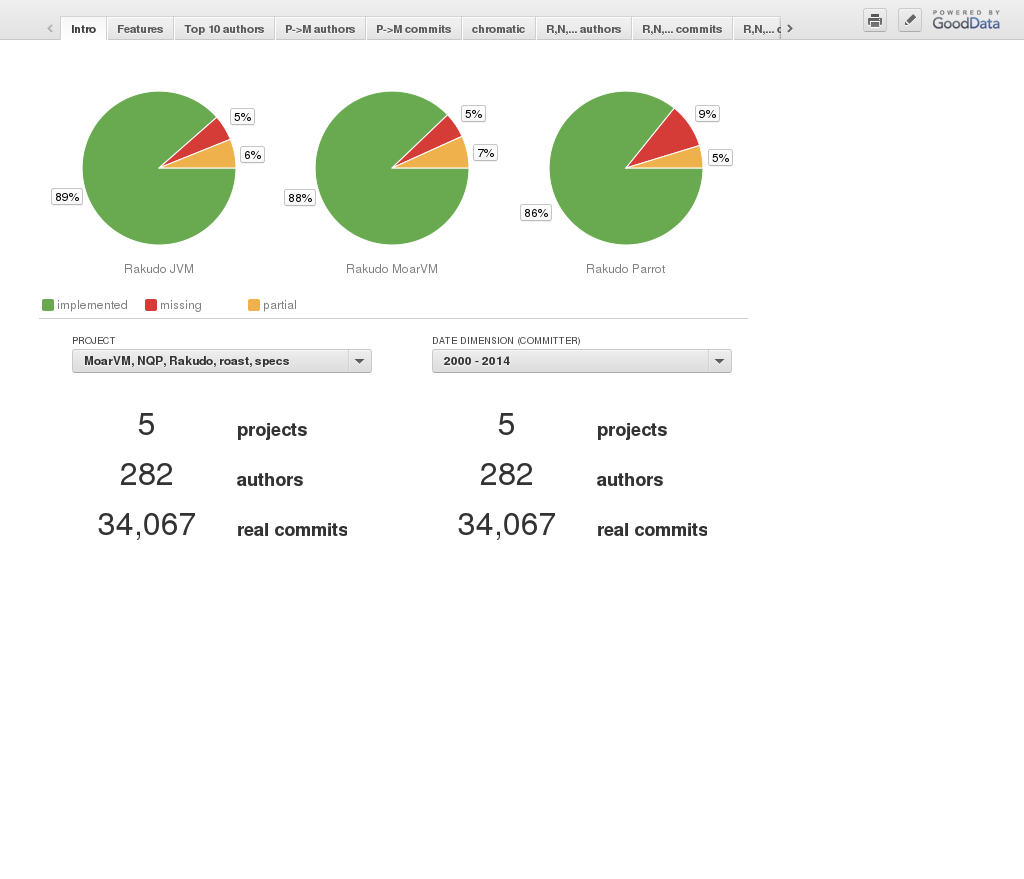 Intro Features Top 10 authors P->M authors P->M commits chromatic R,N,... authors R,N,... commits R,N,... c
POWERED BY
GoodData
5% 5% 9%
6% 7% 5%
89% 88% 86%
Rakudo JVM Rakudo MoarVM Rakudo Parrot
implemented missing partial
PROJECT DATE DIMENSION (COMMITTER)
MoarVM, NQP, Rakudo, roast, specs 2000 - 2014
5 projects 5 projects
282 authors 282 authors
34,067 real commits 34,067 real commits